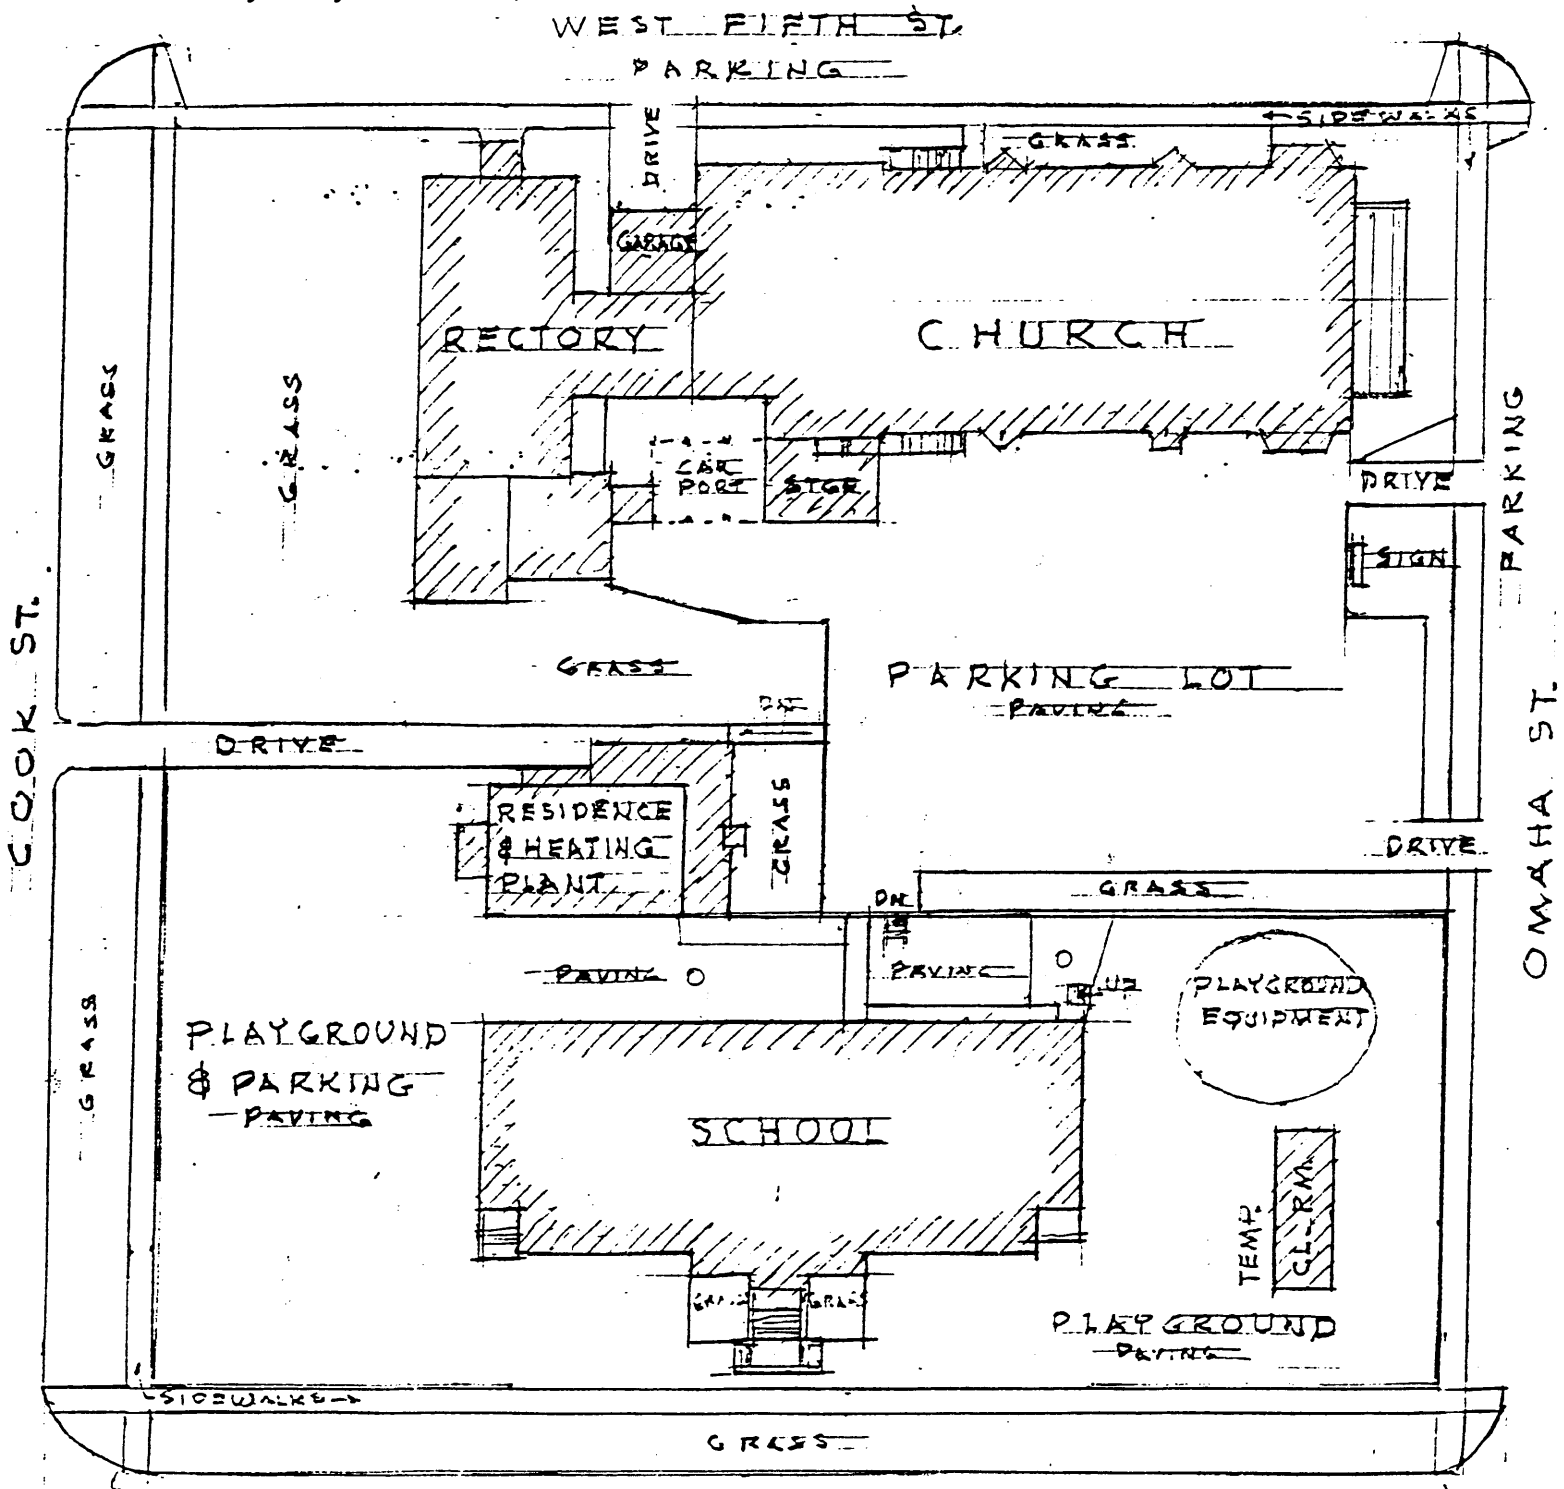 WEST FIFTH ST.
PARKING
DRIVE
←SIDEWALKS
GRASS
GARAGE
RECTORY
CHURCH
GRASS
GRASS
PARKING
CAR
PORT
STGE
DRIVE
SIGN
COOK ST.
GRASS
PARKING LOT
PAVING
OMAHA ST.
DN
DRIVE
GRASS
RESIDENCE
& HEATING
PLANT
DRIVE
GRASS
DN
PAVING
PAVING
UP
PLAYGROUND
EQUIPMENT
GRASS
PLAYGROUND
& PARKING
PAVING
SCHOOL
TEMP.
CL-RM.
GRASS
GRASS
PLAYGROUND
PAVING
SIDEWALKS→
GRASS